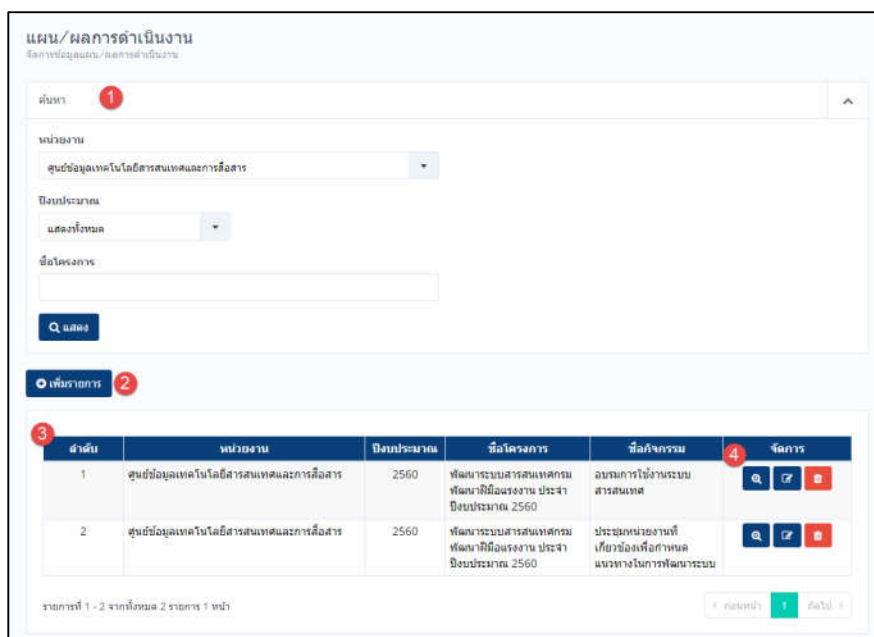 แผน/ผลการดำเนินงาน
จัดการข้อมูลแผน/ผลการดำเนินงาน
ค้นหา 1
หน่วยงาน
ศูนย์ข้อมูลเทคโนโลยีสารสนเทศและการสื่อสาร
ปีงบประมาณ
แสดงทั้งหมด
ชื่อโครงการ
แสดง
เพิ่มรายการ 2
3
ลำดับ หน่วยงาน ปีงบประมาณ ชื่อโครงการ ชื่อกิจกรรม 4 จัดการ
1 ศูนย์ข้อมูลเทคโนโลยีสารสนเทศและการสื่อสาร 2560 พัฒนาระบบสารสนเทศกรม อบรมการใช้งานระบบ
พัฒนาฝีมือแรงงาน ประจำ สารสนเทศ
ปีงบประมาณ 2560
2 ศูนย์ข้อมูลเทคโนโลยีสารสนเทศและการสื่อสาร 2560 พัฒนาระบบสารสนเทศกรม ประชุมหน่วยงานที่
พัฒนาฝีมือแรงงาน ประจำ เกี่ยวข้องเพื่อกำหนด
ปีงบประมาณ 2560 แนวทางในการพัฒนาระบบ
รายการที่ 1 - 2 จากทั้งหมด 2 รายการ 1 หน้า ก่อนหน้า 1 ถัดไป